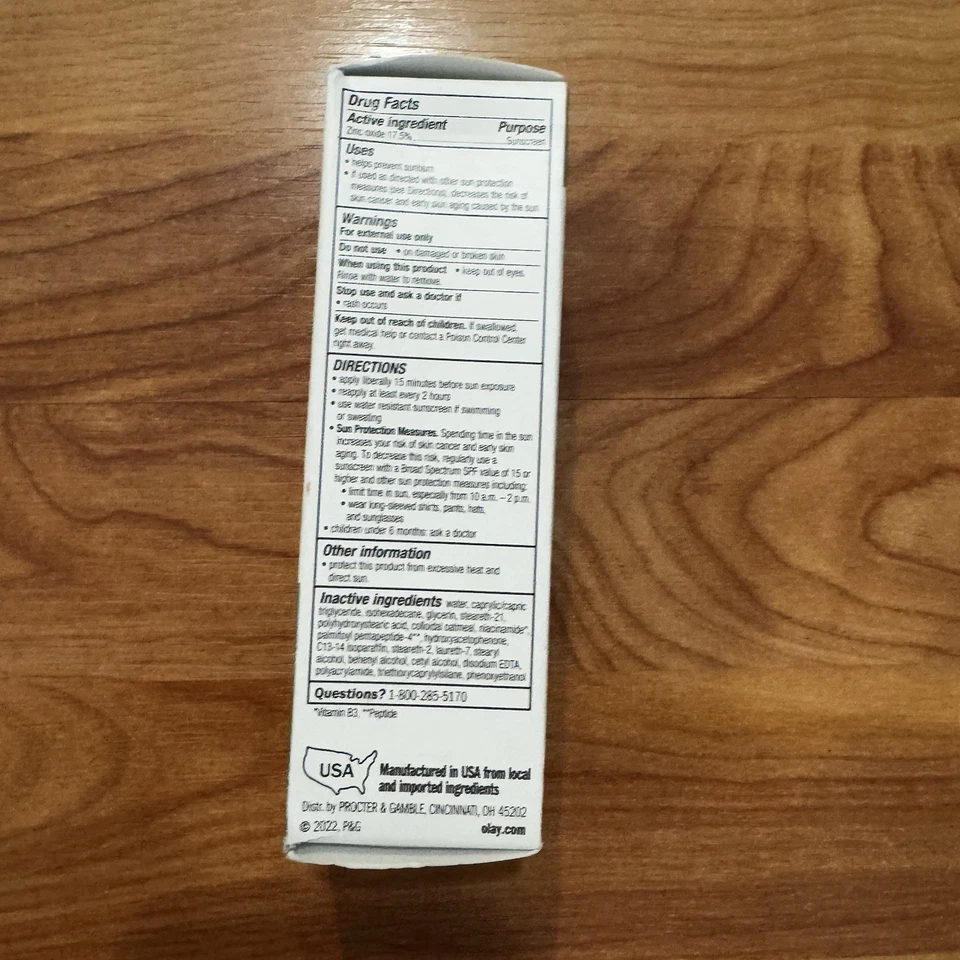 Drug Facts
Active ingredient Purpose
Zinc oxide 17.5% Sunscreen
Uses
• helps prevent sunburn
• if used as directed with other sun protection
measures (see Directions), decreases the risk of
skin cancer and early skin aging caused by the sun
Warnings
For external use only
Do not use • on damaged or broken skin
When using this product • keep out of eyes.
Rinse with water to remove.
Stop use and ask a doctor if
• rash occurs
Keep out of reach of children. If swallowed,
get medical help or contact a Poison Control Center
right away.
DIRECTIONS
• apply liberally 15 minutes before sun exposure
• reapply at least every 2 hours
• use water resistant sunscreen if swimming
or sweating
• Sun Protection Measures. Spending time in the sun
increases your risk of skin cancer and early skin
aging. To decrease this risk, regularly use a
sunscreen with a Broad Spectrum SPF value of 15 or
higher and other sun protection measures including:
• limit time in sun, especially from 10 a.m. – 2 p.m.
• wear long-sleeved shirts, pants, hats,
and sunglasses
• children under 6 months: ask a doctor
Other information
• protect this product from excessive heat and
direct sun.
Inactive ingredients water, caprylic/capric
triglyceride, isohexadecane, glycerin, steareth-21,
polyhydroxystearic acid, colloidal oatmeal, niacinamide*,
palmitoyl pentapeptide-4**, hydroxyacetophenone,
C13-14 isoparaffin, steareth-2, laureth-7, stearyl
alcohol, behenyl alcohol, cetyl alcohol, disodium EDTA,
polyacrylamide, triethoxycaprylylsilane, phenoxyethanol
Questions? 1-800-285-5170
*Vitamin B3, **Peptide
USA
Manufactured in USA from local
and imported ingredients
Distr. by PROCTER & GAMBLE, CINCINNATI, OH 45202
© 2022, P&G olay.com